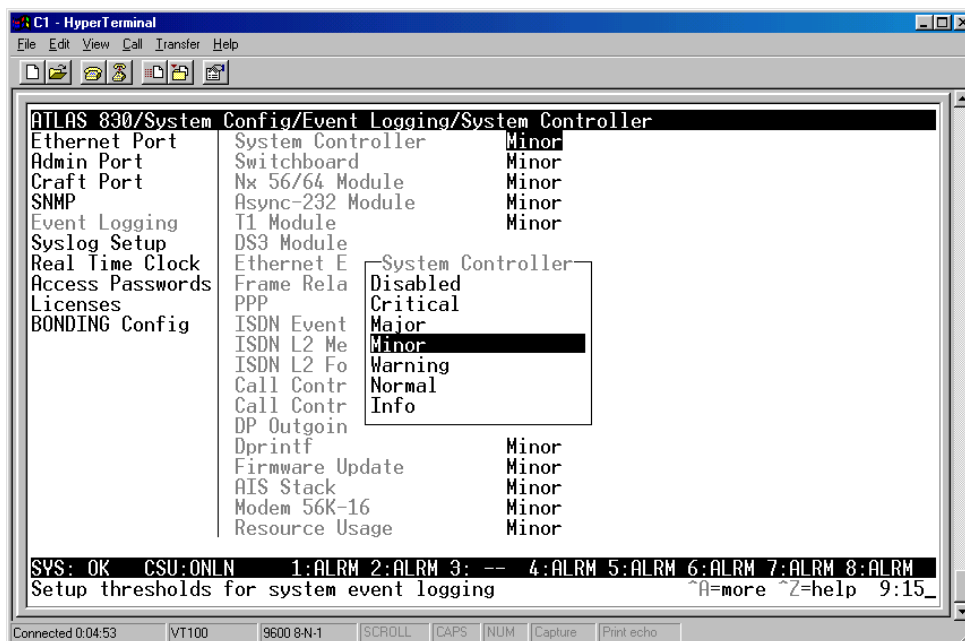 C1 - HyperTerminal
File Edit View Call Transfer Help
ATLAS 830/System Config/Event Logging/System Controller
Ethernet Port System Controller Minor
Admin Port Switchboard Minor
Craft Port Nx 56/64 Module Minor
SNMP Async-232 Module Minor
Event Logging T1 Module Minor
Syslog Setup DS3 Module
Real Time Clock Ethernet E System Controller
Access Passwords Frame Rela Disabled
Licenses PPP Critical
BONDING Config ISDN Event Major
ISDN L2 Me Minor
ISDN L2 Fo Warning
Call Contr Normal
Call Contr Info
DP Outgoin
Dprintf Minor
Firmware Update Minor
AIS Stack Minor
Modem 56K-16 Minor
Resource Usage Minor
SYS: OK CSU:ONLN 1:ALRM 2:ALRM 3: -- 4:ALRM 5:ALRM 6:ALRM 7:ALRM 8:ALRM
Setup thresholds for system event logging ^A=more ^Z=help 9:15_
Connected 0:04:53 VT100 9600 8-N-1 SCROLL CAPS NUM Capture Print echo